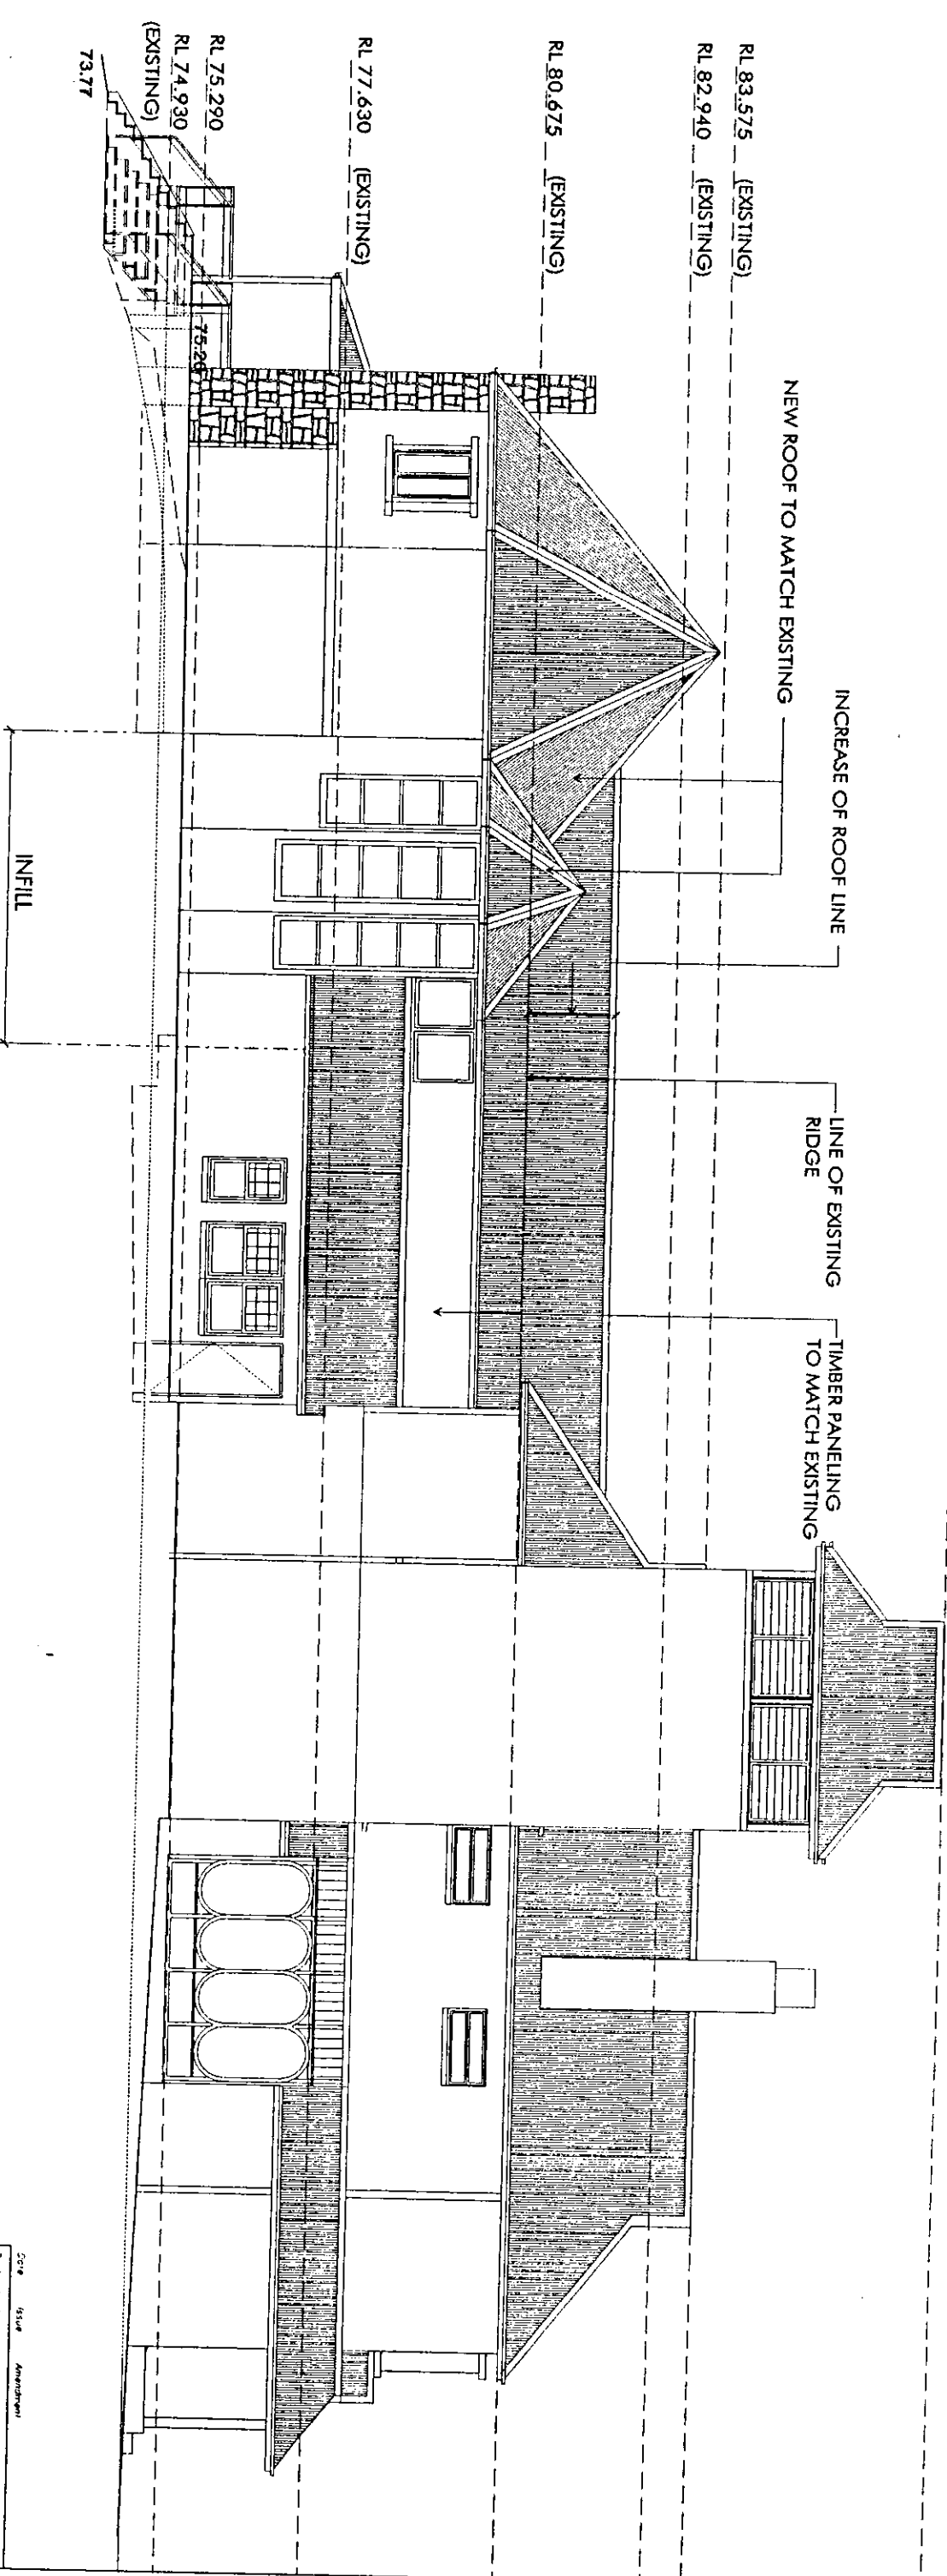 RL 83.575 (EXISTING)
RL 82.940 (EXISTING)
RL 80.675 (EXISTING)
RL 77.630 (EXISTING)
RL 75.290
RL 74.930
(EXISTING)
73.77
75.20
NEW ROOF TO MATCH EXISTING
INCREASE OF ROOF LINE
LINE OF EXISTING
RIDGE
TIMBER PANELING
TO MATCH EXISTING
INFILL
Date Issue Amendment